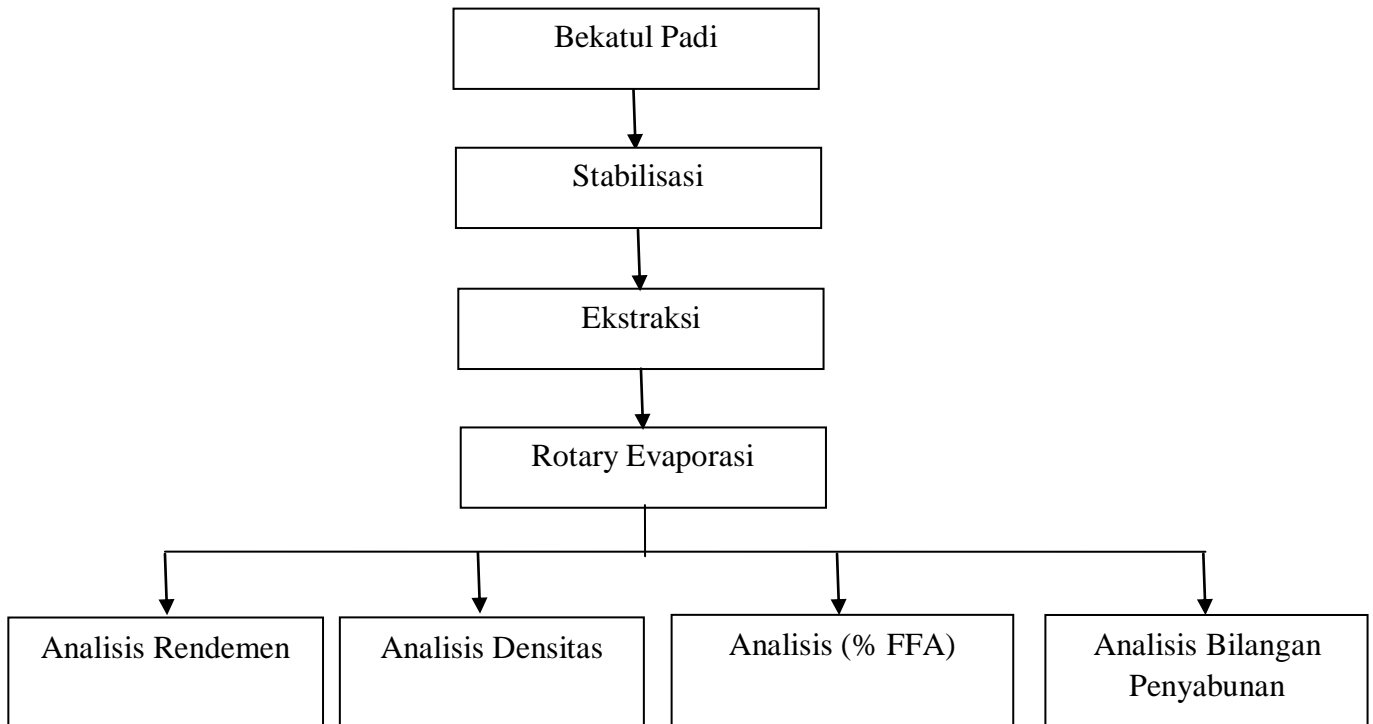 Bekatul Padi
Stabilisasi
Ekstraksi
Rotary Evaporasi
Analisis Rendemen
Analisis Densitas
Analisis (% FFA)
Analisis Bilangan
Penyabunan